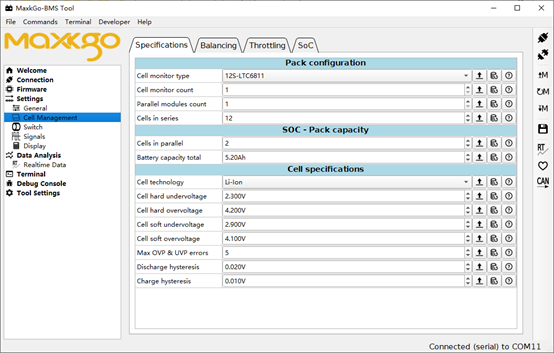 MaxkGo-BMS Tool
File Commands Terminal Developer Help
maxkgo
Welcome
Connection
Firmware
Settings
General
Cell Management
Switch
Signals
Display
Data Analysis
Realtime Data
Terminal
Debug Console
Tool Settings
Specifications Balancing Throttling SoC
Pack configuration
Cell monitor type 12S-LTC6811
Cell monitor count 1
Parallel modules count 1
Cells in series 12
SOC - Pack capacity
Cells in parallel 2
Battery capacity total 5.20Ah
Cell specifications
Cell technology Li-Ion
Cell hard undervoltage 2.300V
Cell hard overvoltage 4.200V
Cell soft undervoltage 2.900V
Cell soft overvoltage 4.100V
Max OVP & UVP errors 5
Discharge hysteresis 0.020V
Charge hysteresis 0.010V
M
M
M
RT
CAN
Connected (serial) to COM11